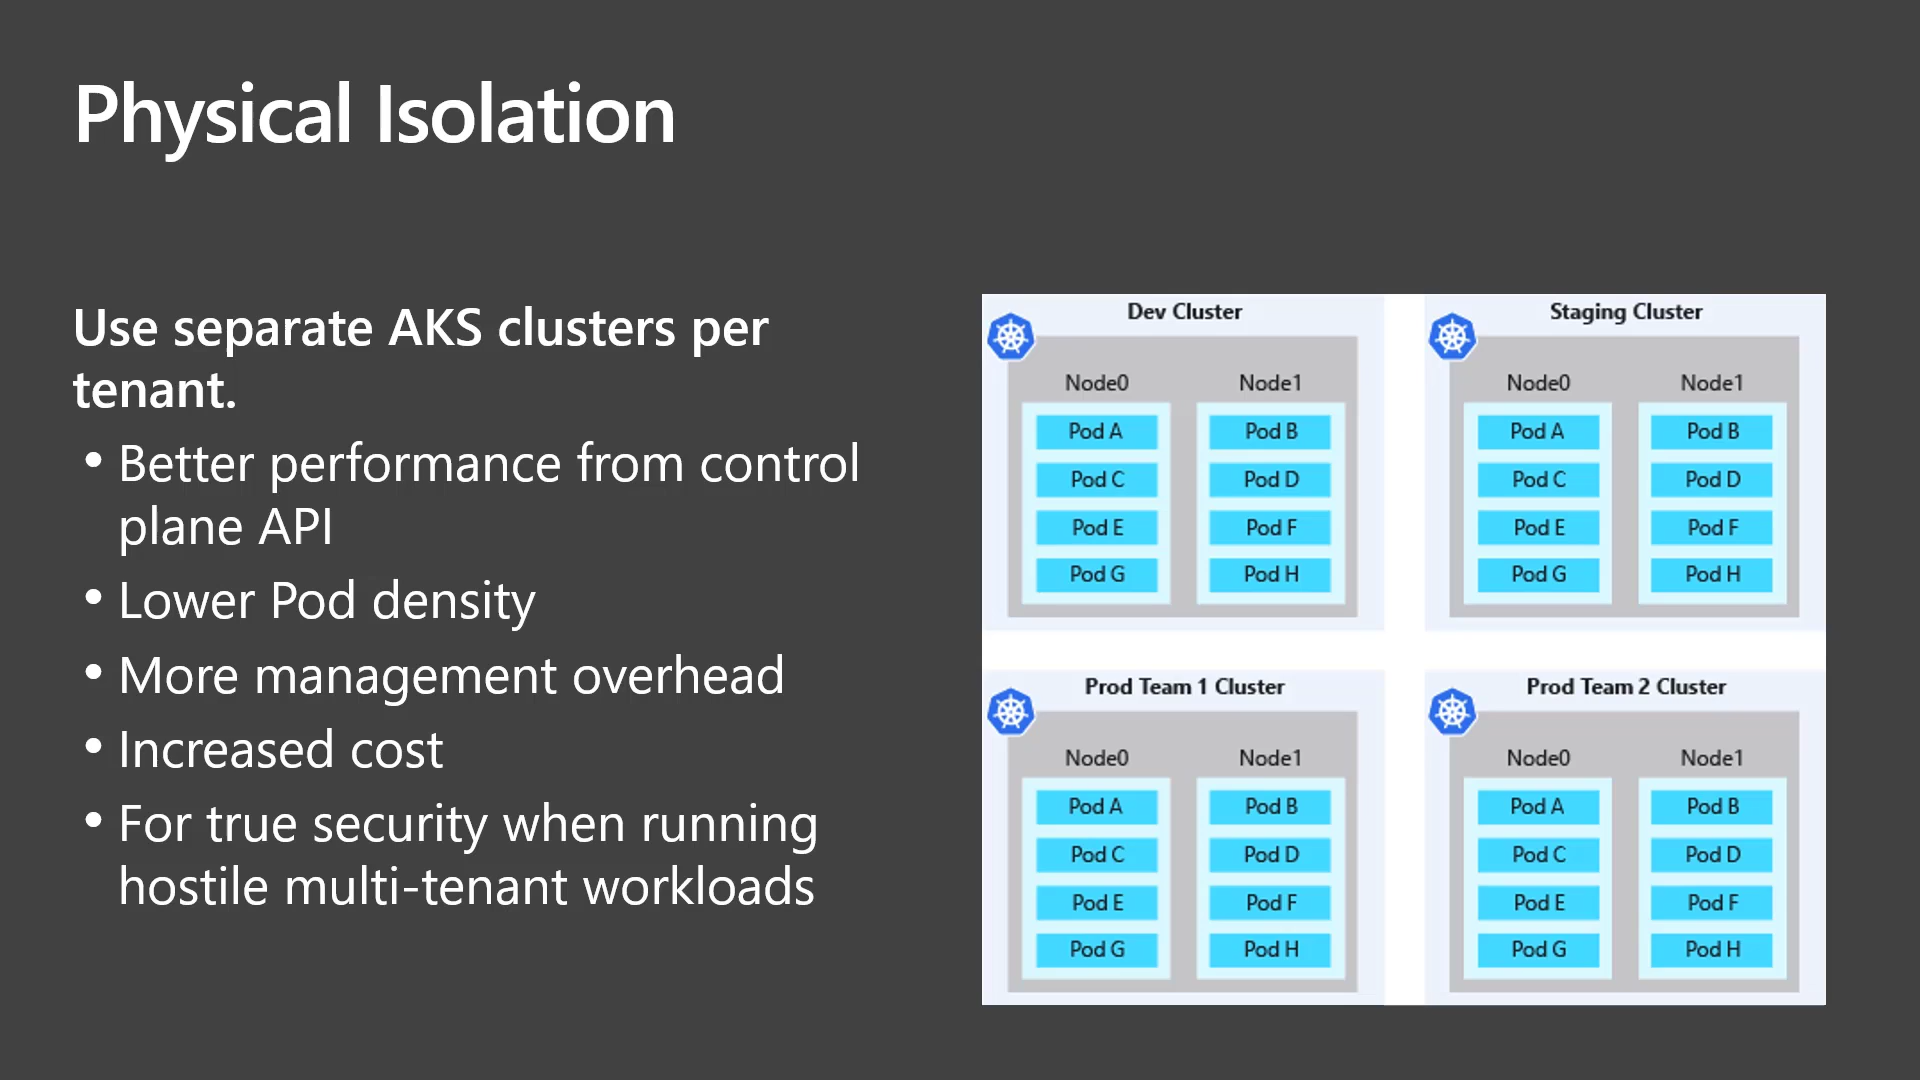 Physical Isolation
Use separate AKS clusters per
tenant.
• Better performance from control
plane API
• Lower Pod density
• More management overhead
• Increased cost
• For true security when running
hostile multi-tenant workloads
Dev Cluster
Node0 Node1
Pod A Pod B
Pod C Pod D
Pod E Pod F
Pod G Pod H
Staging Cluster
Node0 Node1
Pod A Pod B
Pod C Pod D
Pod E Pod F
Pod G Pod H
Prod Team 1 Cluster
Node0 Node1
Pod A Pod B
Pod C Pod D
Pod E Pod F
Pod G Pod H
Prod Team 2 Cluster
Node0 Node1
Pod A Pod B
Pod C Pod D
Pod E Pod F
Pod G Pod H